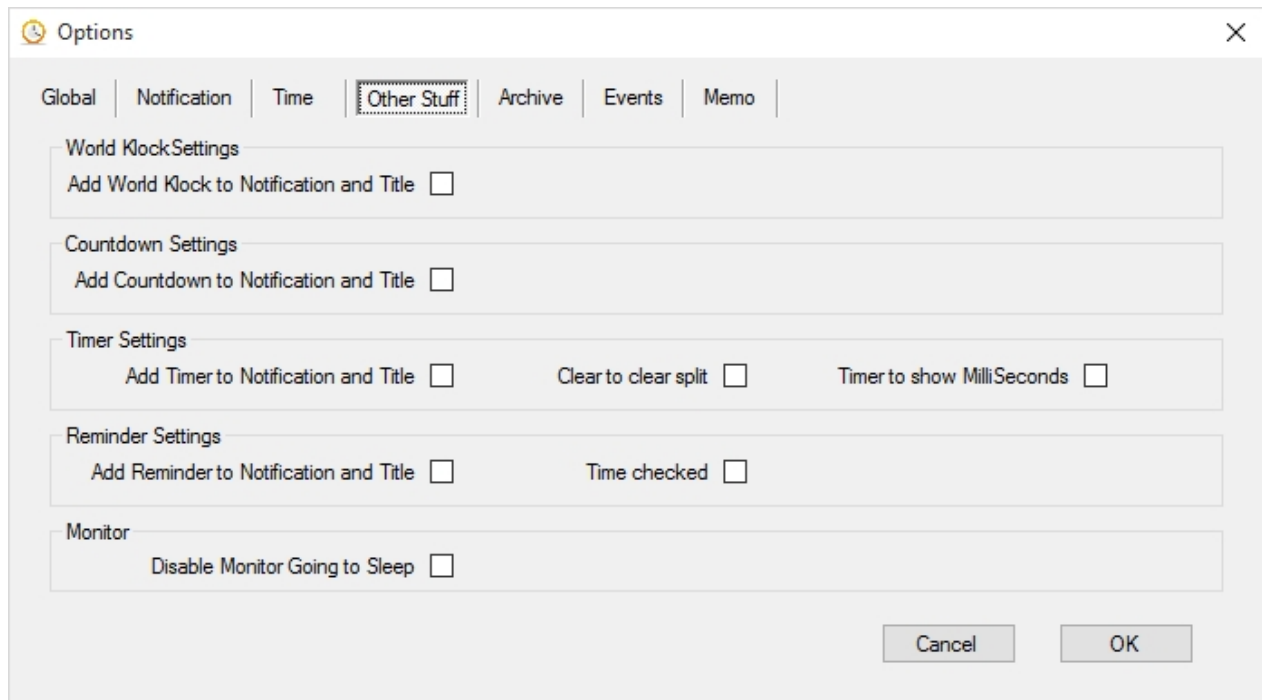 Options
Global Notification Time Other Stuff Archive Events Memo
World KlockSettings
Add World Klock to Notification and Title
Countdown Settings
Add Countdown to Notification and Title
Timer Settings
Add Timer to Notification and Title Clear to clear split Timer to show MilliSeconds
Reminder Settings
Add Reminder to Notification and Title Time checked
Monitor
Disable Monitor Going to Sleep
Cancel OK